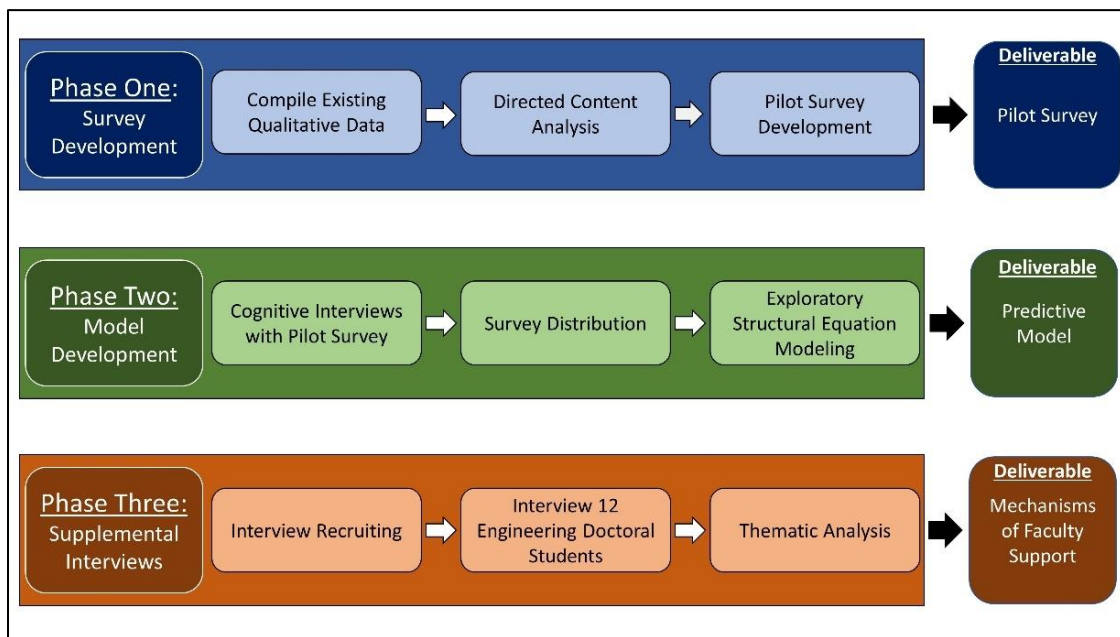 Phase One:
Survey
Development
Compile Existing
Qualitative Data
Directed Content
Analysis
Pilot Survey
Development
Deliverable
Pilot Survey
Phase Two:
Model
Development
Cognitive Interviews
with Pilot Survey
Survey Distribution
Exploratory
Structural Equation
Modeling
Deliverable
Predictive
Model
Phase Three:
Supplemental
Interviews
Interview Recruiting
Interview 12
Engineering Doctoral
Students
Thematic Analysis
Deliverable
Mechanisms
of Faculty
Support